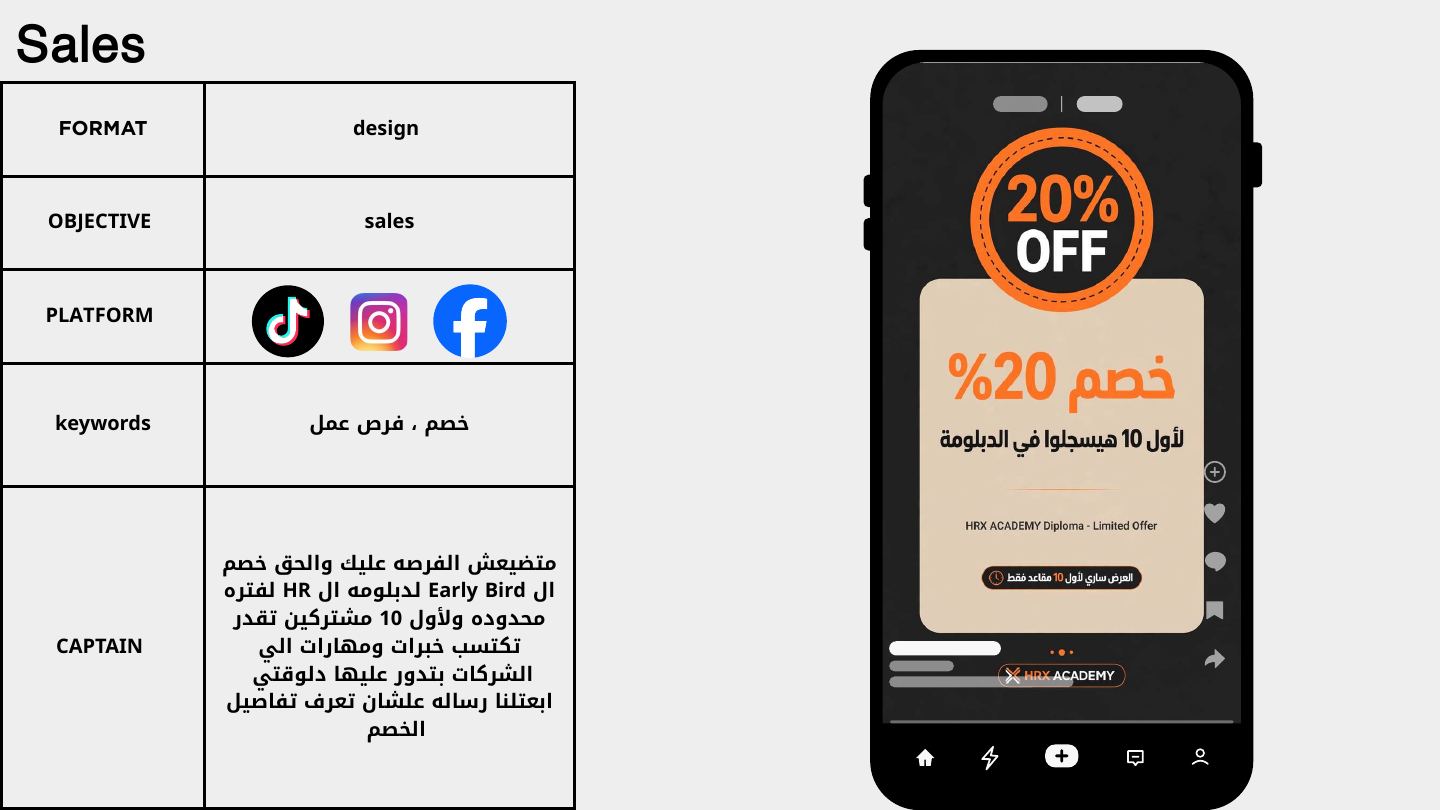 Sales
FORMAT
design
OBJECTIVE
sales
PLATFORM
keywords
خصم ، فرص عمل
CAPTAIN
متضيعش الفرصه عليك والحق خصم
ال Early Bird لدبلومه ال HR لفتره
محدوده ولأول 10 مشتركين تقدر
تكتسب خبرات ومهارات الي
الشركات بتدور عليها دلوقتي
ابعتلنا رساله علشان تعرف تفاصيل
الخصم
20%
OFF
خصم 20%
لأول 10 هيسجلوا في الدبلومة
HRX ACADEMY Diploma - Limited Offer
العرض ساري لأول 10 مقاعد فقط
HRX ACADEMY